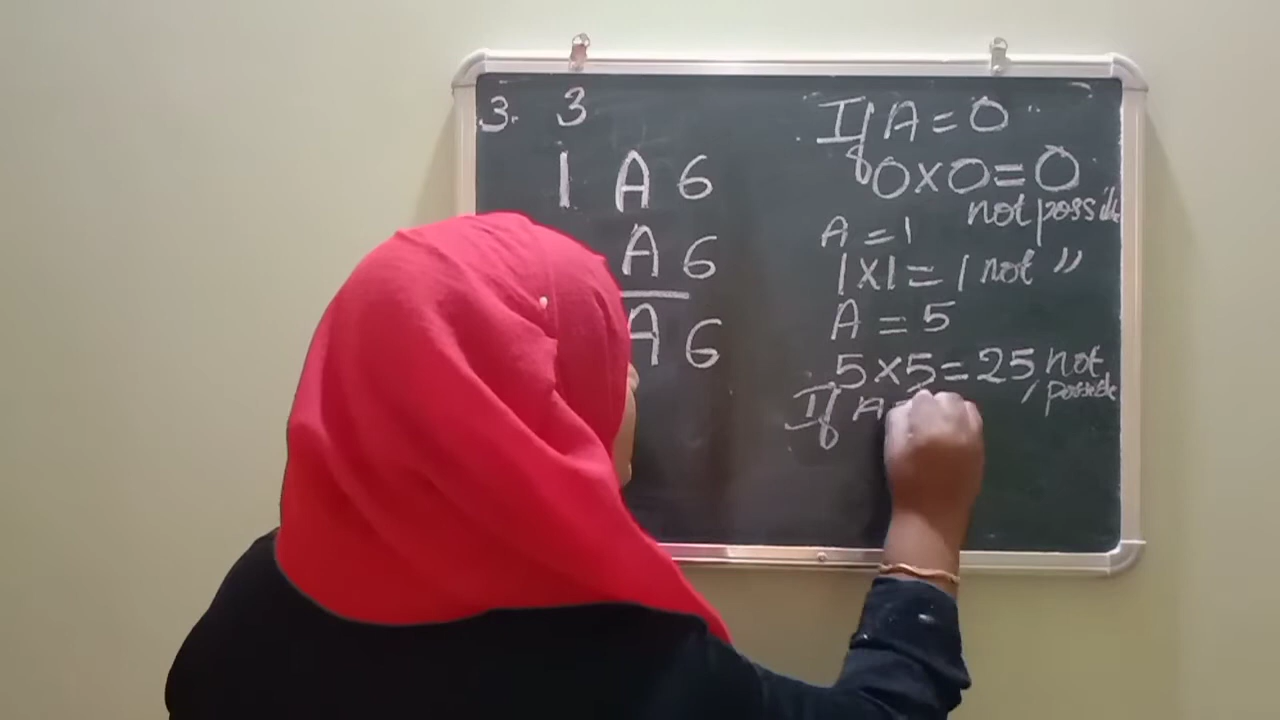 3. 3
1 A 6
A 6
A 6
If A = 0
0×0=0
not possible
A = 1
1×1=1 not "
A = 5
5×5=25, not
possible
If A